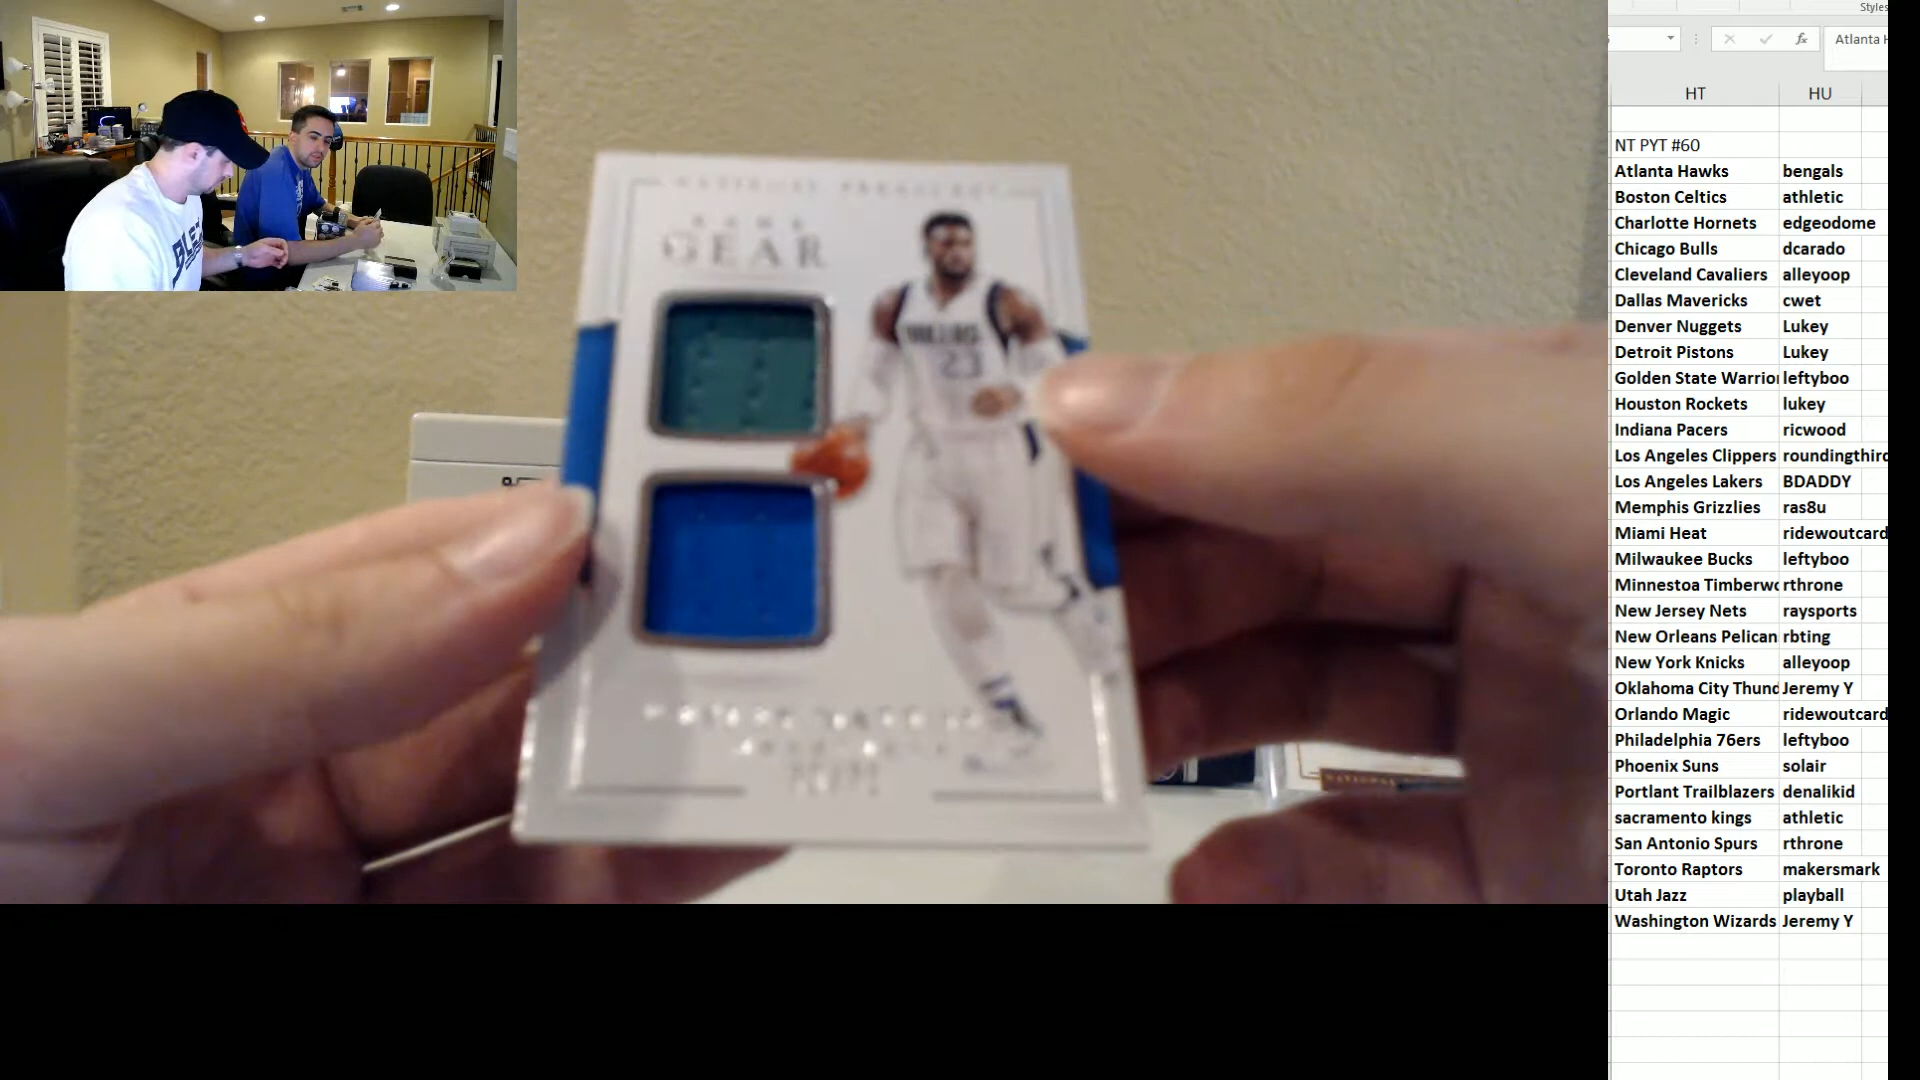 Styles
Atlanta H
HT HU
NT PYT #60
Atlanta Hawks bengals
Boston Celtics athletic
Charlotte Hornets edgeodome
Chicago Bulls dcarado
Cleveland Cavaliers alleyoop
Dallas Mavericks cwet
Denver Nuggets Lukey
Detroit Pistons Lukey
Golden State Warrior leftyboo
Houston Rockets lukey
Indiana Pacers ricwood
Los Angeles Clippers roundingthird
Los Angeles Lakers BDADDY
Memphis Grizzlies ras8u
Miami Heat ridewoutcard
Milwaukee Bucks leftyboo
Minnestoa Timberwo rthrone
New Jersey Nets raysports
New Orleans Pelican rbting
New York Knicks alleyoop
Oklahoma City Thund Jeremy Y
Orlando Magic ridewoutcard
Philadelphia 76ers leftyboo
Phoenix Suns solair
Portlant Trailblazers denalikid
sacramento kings athletic
San Antonio Spurs rthrone
Toronto Raptors makersmark
Utah Jazz playball
Washington Wizards Jeremy Y
GAME
GEAR
DALLAS
23